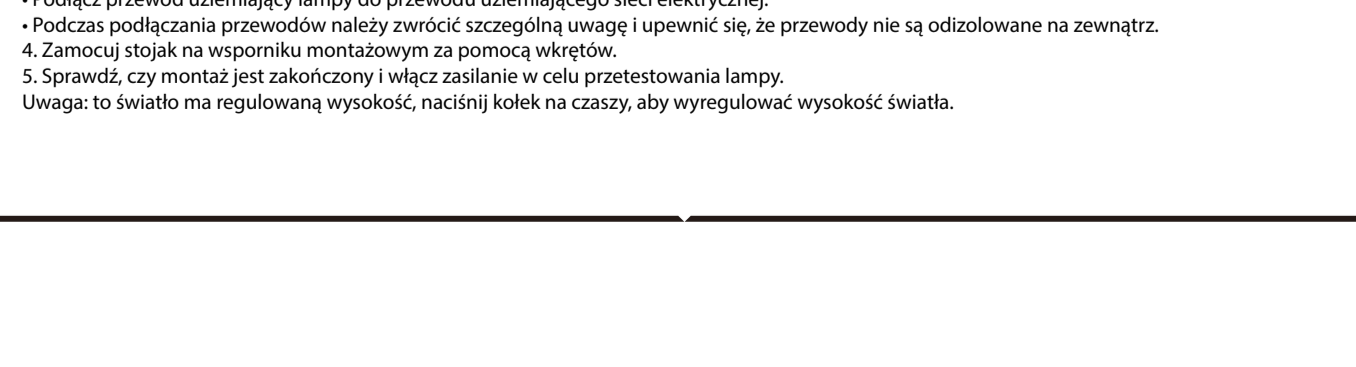 • Podłącz przewód uziemiający lampy do przewodu uziemiającego sieci elektrycznej.
• Podczas podłączania przewodów należy zwrócić szczególną uwagę i upewnić się, że przewody nie są odizolowane na zewnątrz.
4. Zamocuj stojak na wsporniku montażowym za pomocą wkrętów.
5. Sprawdź, czy montaż jest zakończony i włącz zasilanie w celu przetestowania lampy.
Uwaga: to światło ma regulowaną wysokość, naciśnij kołek na czaszy, aby wyregulować wysokość światła.